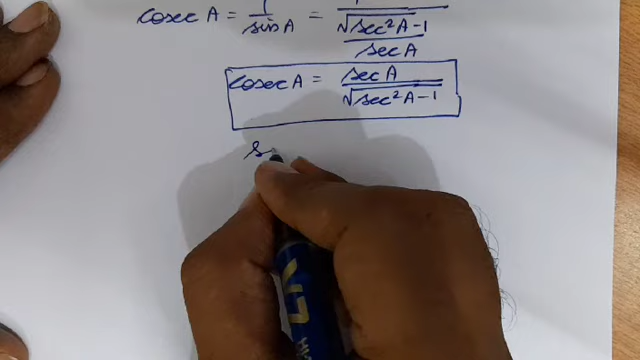 cosec A = 1/sin A = 1/(√(sec²A-1)/sec A)
cosec A = sec A/√(sec²A-1)
s